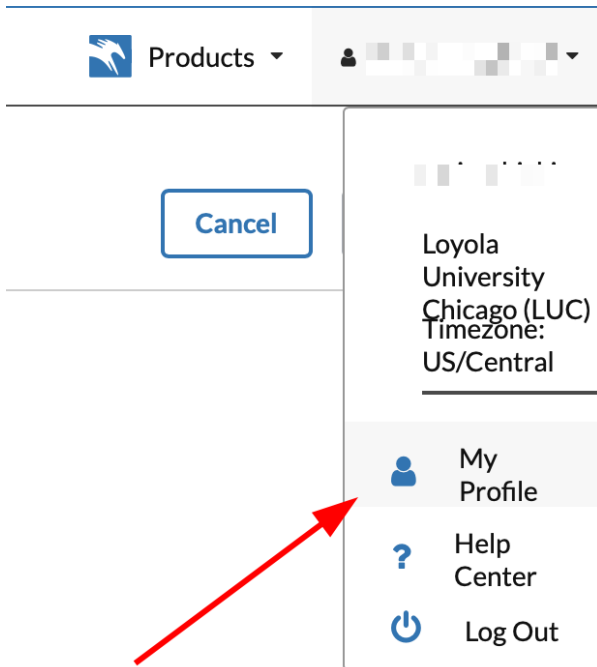 Products
Cancel
Loyola
University
Chicago (LUC)
Timezone:
US/Central
My
Profile
? Help
Center
Log Out